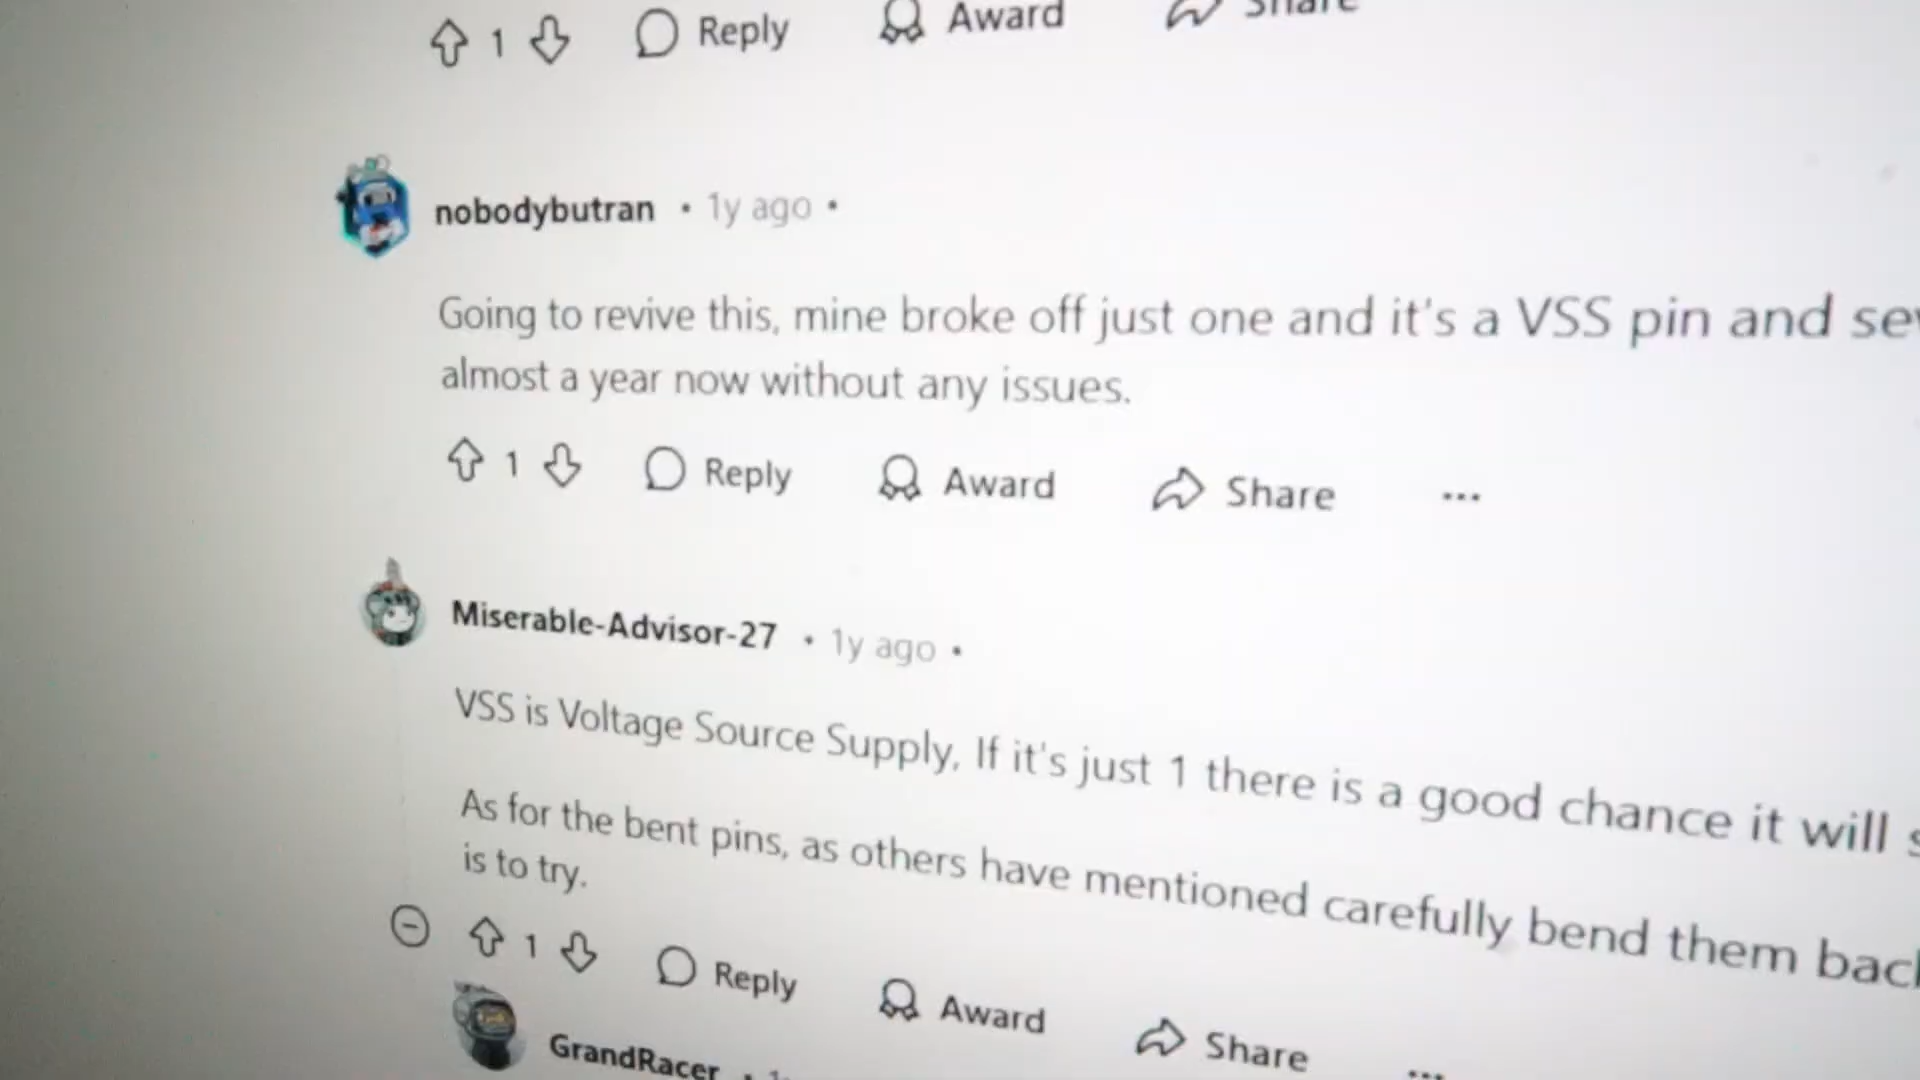 1 Reply Award Share
nobodybutran • 1y ago •
Going to revive this, mine broke off just one and it's a VSS pin and
almost a year now without any issues.
1 Reply Award Share ...
Miserable-Advisor-27 • 1y ago •
VSS is Voltage Source Supply, If it's just 1 there is a good chance it will
As for the bent pins, as others have mentioned carefully bend them back
is to try.
1 Reply Award Share ...
GrandRacer •